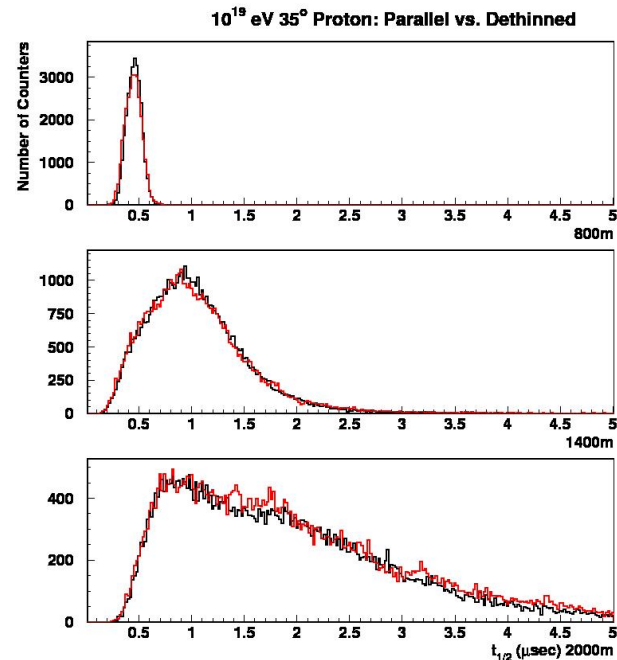 10^19 eV 35° Proton: Parallel vs. Dethinned
Number of Counters
3000
2000
1000
0
0.5 1 1.5 2 2.5 3 3.5 4 4.5 5
800m
1000
750
500
250
0
0.5 1 1.5 2 2.5 3 3.5 4 4.5 5
1400m
400
200
0
0.5 1 1.5 2 2.5 3 3.5 4 4.5 5
t_1/2 (μsec) 2000m